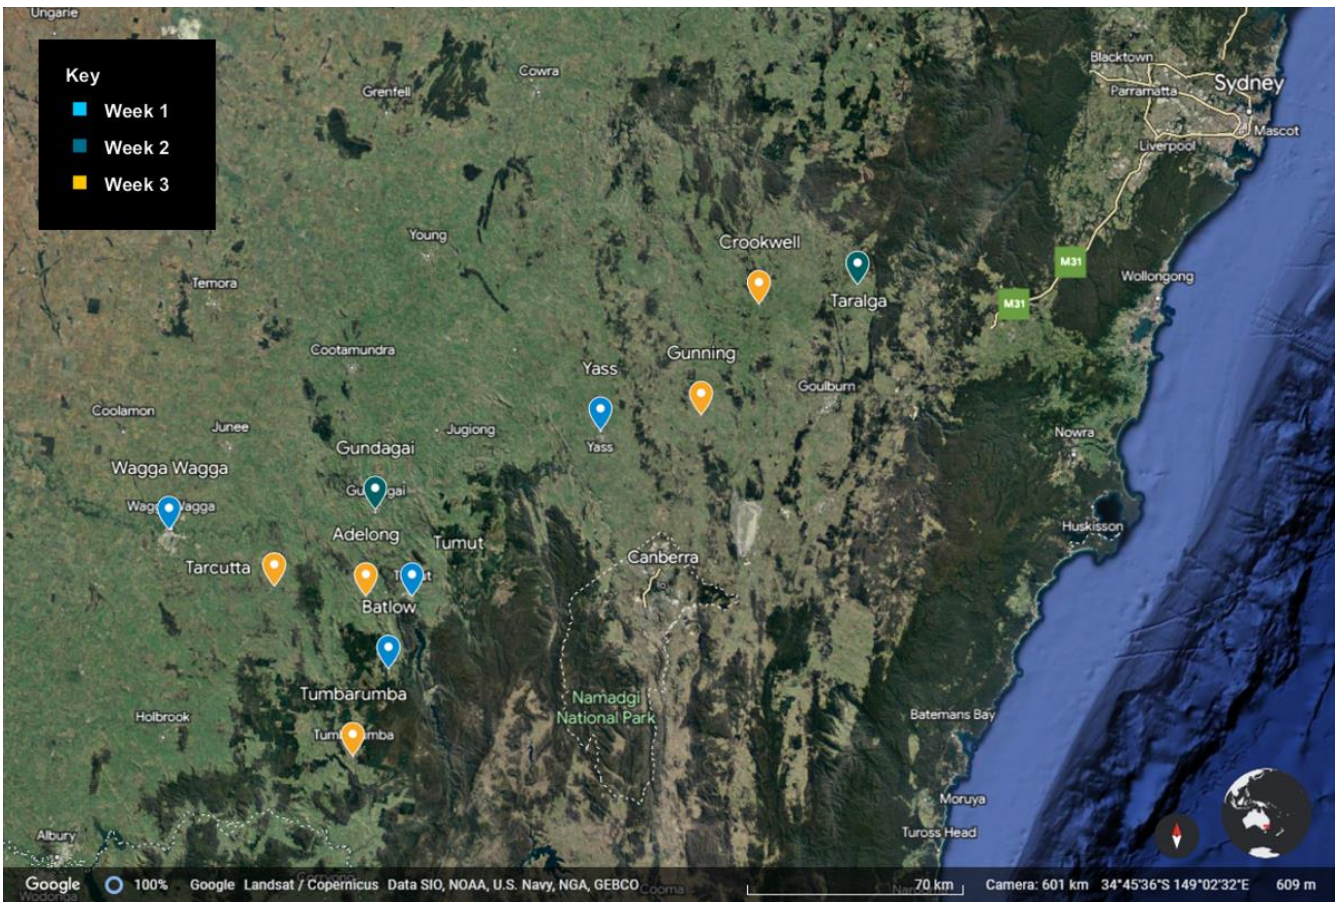 Ungarie
Key
Week 1
Week 2
Week 3
Cowra
Grenfell
Blacktown
Sydney
Parramatta
Mascot
Liverpool
Young
Crookwell
M31
Temora
Wollongong
Taralga
M31
Cootamundra
Gunning
Yass
Goulburn
Coolamon
Junee
Jugiong
Nowra
Gundagai
Yass
Wagga Wagga
Huskisson
Adelong
Tumut
Canberra
Tarcutta
Batlow
Tumbarumba
Namadgi
National Park
Holbrook
Batemans Bay
Moruya
Albury
Tuross Head
Google 100% Google Landsat / Copernicus Data SIO, NOAA, U.S. Navy, NGA, GEBCO 70 km Camera: 601 km 34°45'36"S 149°02'32"E 609 m
Cooma
Wodonga